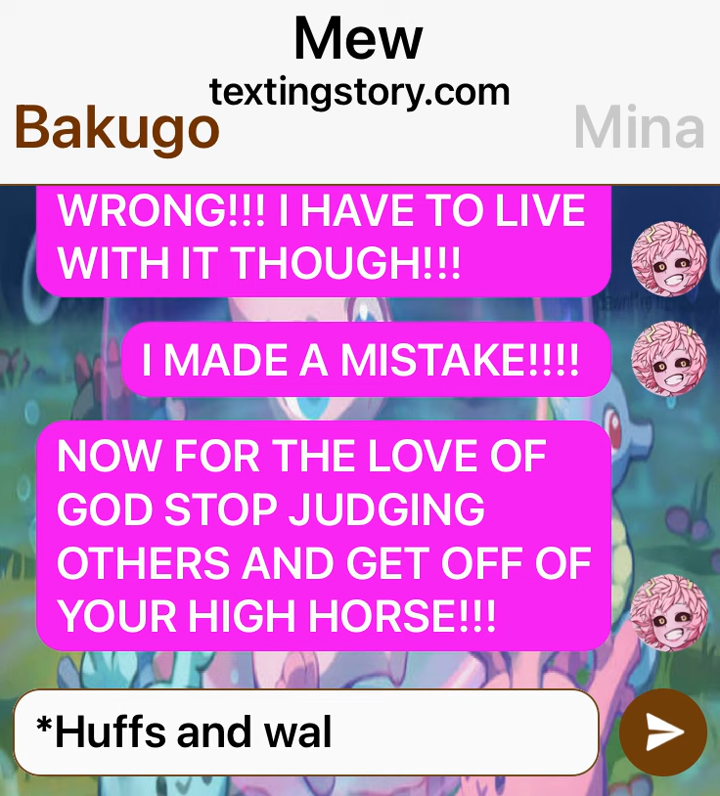 Mew
textingstory.com
Bakugo
Mina
WRONG!!! I HAVE TO LIVE
WITH IT THOUGH!!!
I MADE A MISTAKE!!!!
NOW FOR THE LOVE OF
GOD STOP JUDGING
OTHERS AND GET OFF OF
YOUR HIGH HORSE!!!
*Huffs and wal